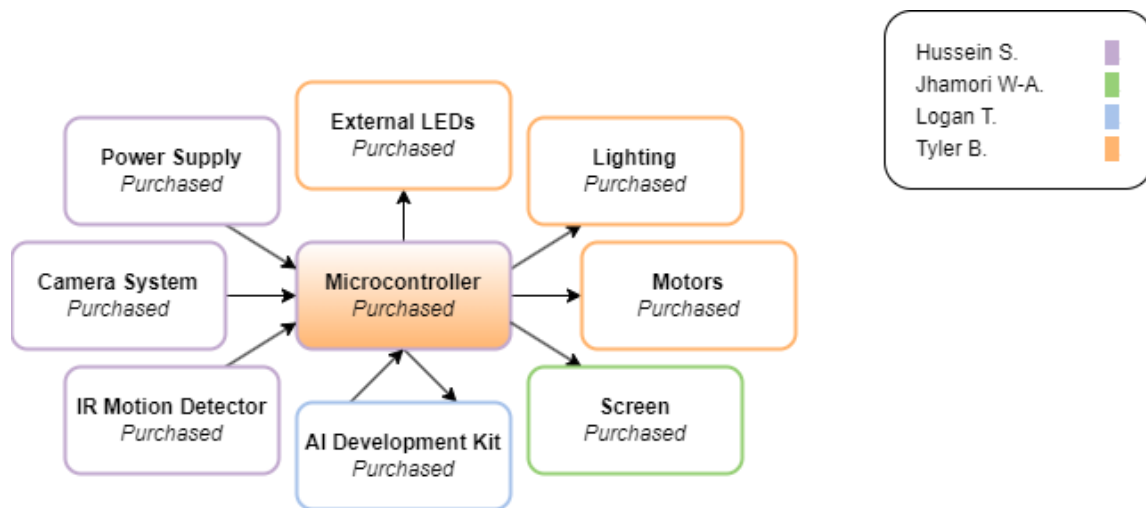 External LEDs
Purchased
Power Supply
Purchased
Lighting
Purchased
Camera System
Purchased
Microcontroller
Purchased
Motors
Purchased
IR Motion Detector
Purchased
AI Development Kit
Purchased
Screen
Purchased
Hussein S.
Jhamori W-A.
Logan T.
Tyler B.